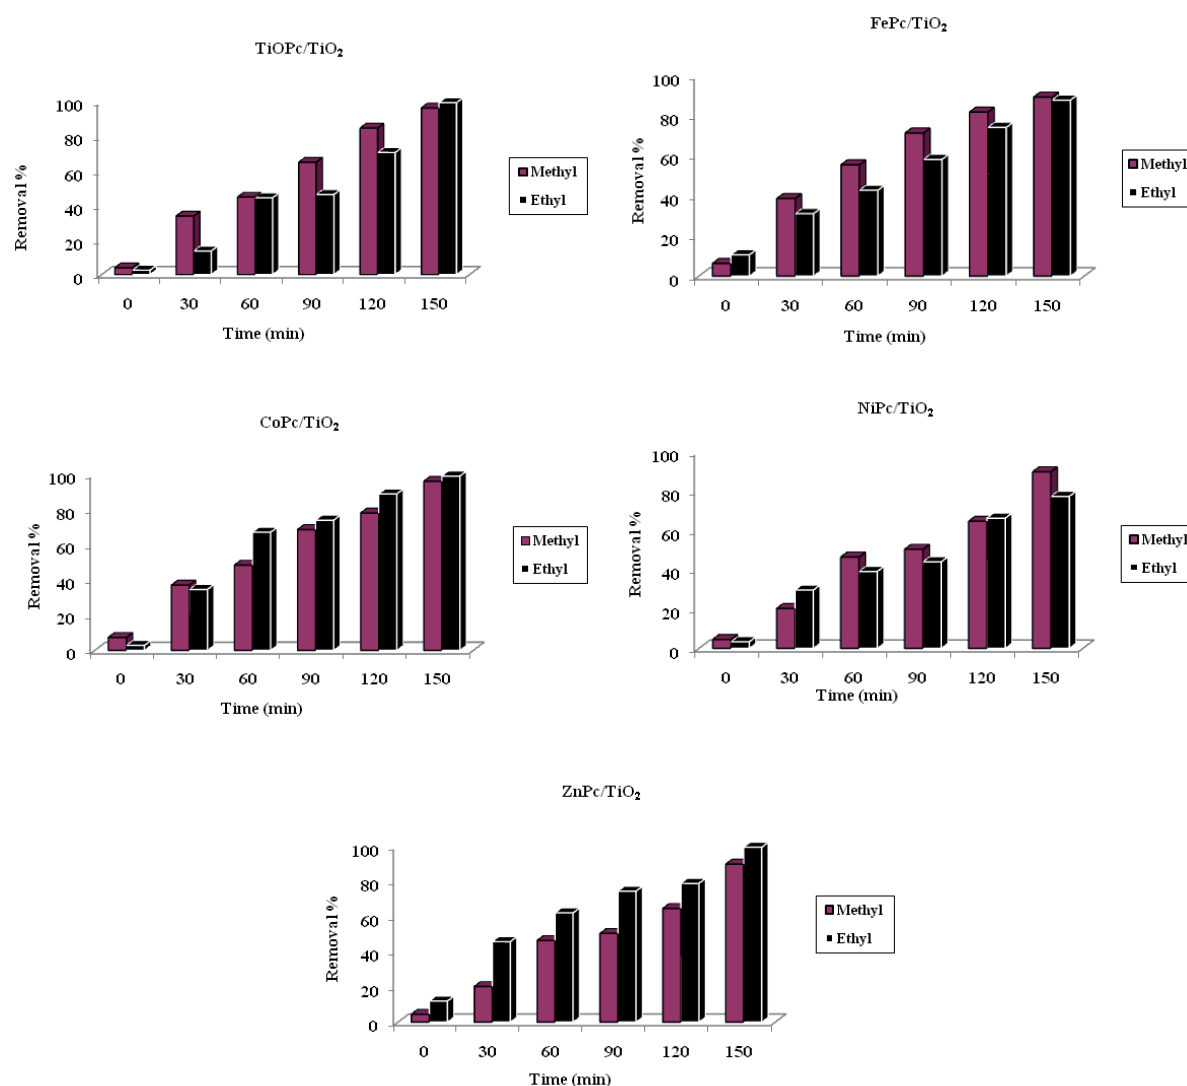 TiOPc/TiO₂
100
80
60
40
20
0
Removal %
0 30 60 90 120 150
Time (min)
Methyl
Ethyl
FePc/TiO₂
100
80
60
40
20
0
Removal %
0 30 60 90 120 150
Time (min)
Methyl
Ethyl
CoPc/TiO₂
100
80
60
40
20
0
Removal %
0 30 60 90 120 150
Time (min)
Methyl
Ethyl
NiPc/TiO₂
100
80
60
40
20
0
Removal %
0 30 60 90 120 150
Time (min)
Methyl
Ethyl
ZnPc/TiO₂
100
80
60
40
20
0
Removal %
0 30 60 90 120 150
Time (min)
Methyl
Ethyl